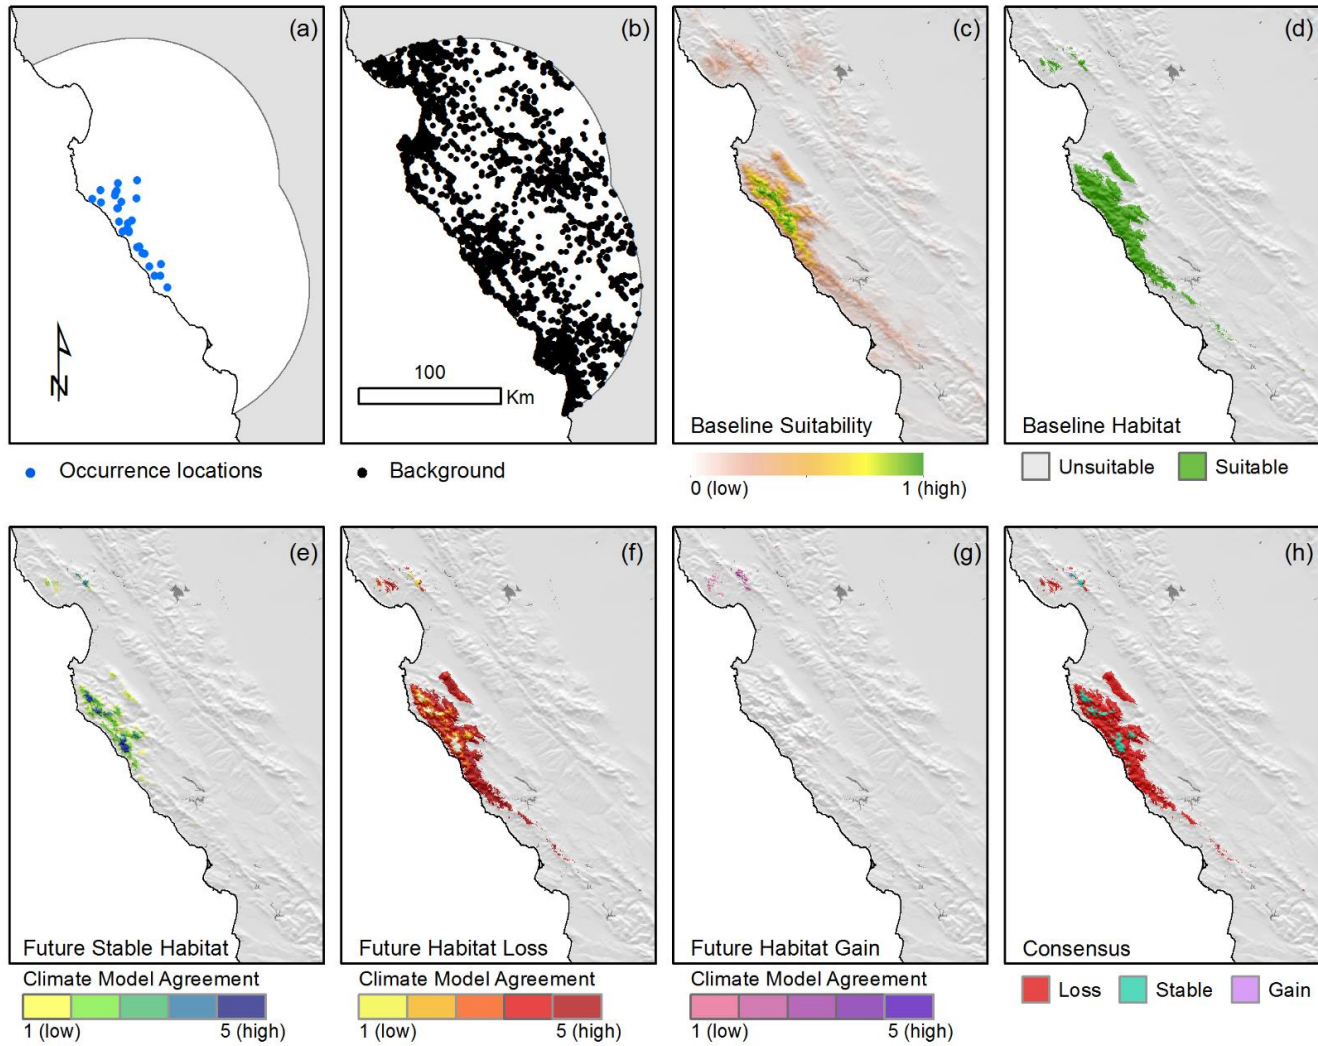 (a)
(b)
(c)
(d)
N
100
Km
Baseline Suitability
Baseline Habitat
Occurrence locations
Background
0 (low)
1 (high)
Unsuitable
Suitable
(e)
(f)
(g)
(h)
Future Stable Habitat
Future Habitat Loss
Future Habitat Gain
Consensus
Climate Model Agreement
1 (low)
5 (high)
Climate Model Agreement
1 (low)
5 (high)
Climate Model Agreement
1 (low)
5 (high)
Loss
Stable
Gain